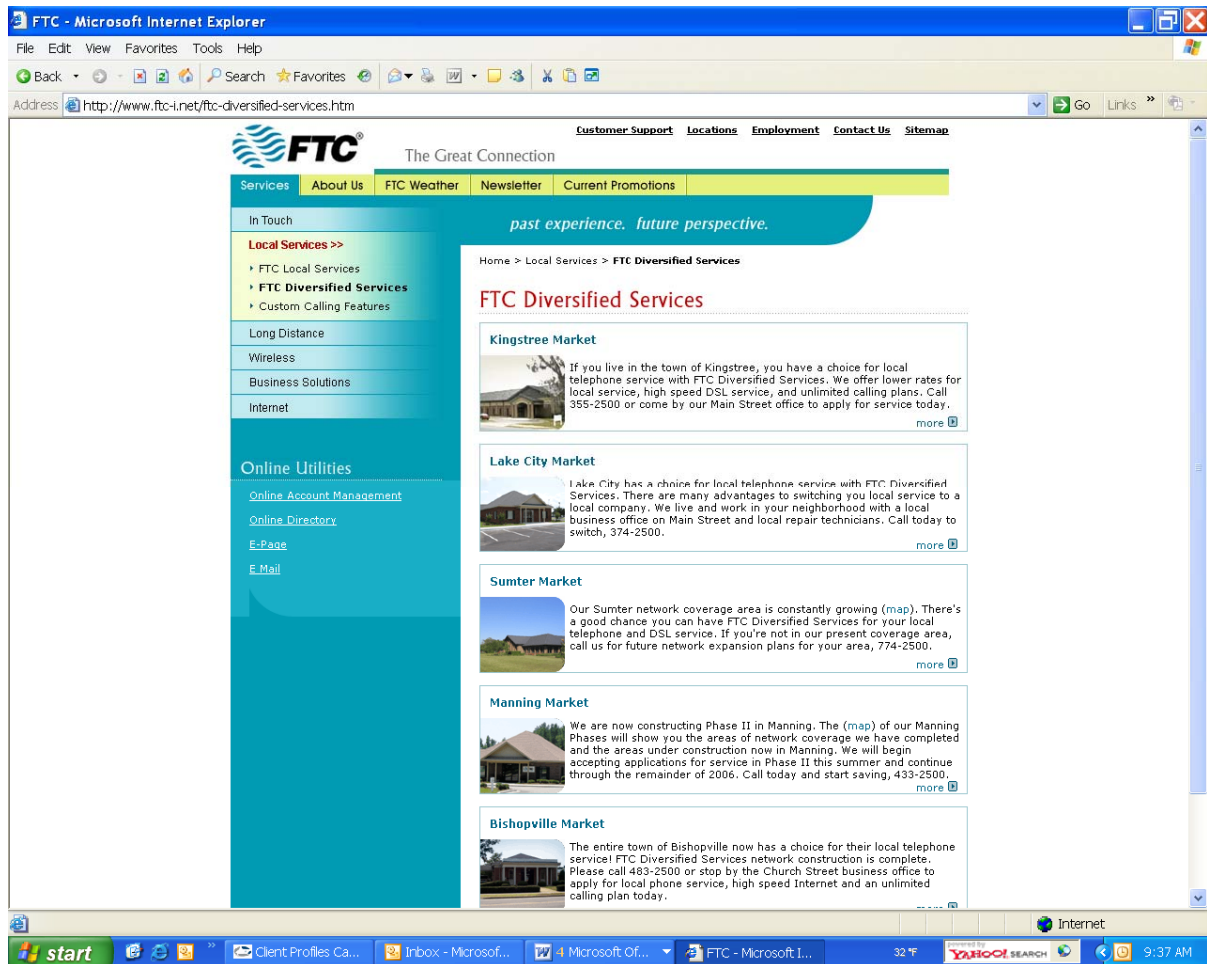 FTC - Microsoft Internet Explorer
File Edit View Favorites Tools Help
Back Search Favorites
Address http://www.ftc-i.net/ftc-diversified-services.htm Go Links »
Customer Support Locations Employment Contact Us Sitemap
FTC® The Great Connection
Services About Us FTC Weather Newsletter Current Promotions
In Touch
Local Services >>
FTC Local Services
FTC Diversified Services
Custom Calling Features
Long Distance
Wireless
Business Solutions
Internet
Online Utilities
Online Account Management
Online Directory
E-Page
E Mail
past experience. future perspective.
Home > Local Services > FTC Diversified Services
FTC Diversified Services
Kingstree Market
If you live in the town of Kingstree, you have a choice for local
telephone service with FTC Diversified Services. We offer lower rates for
local service, high speed DSL service, and unlimited calling plans. Call
355-2500 or come by our Main Street office to apply for service today.
more
Lake City Market
Lake City has a choice for local telephone service with FTC Diversified
Services. There are many advantages to switching you local service to a
local company. We live and work in your neighborhood with a local
business office on Main Street and local repair technicians. Call today to
switch, 374-2500.
more
Sumter Market
Our Sumter network coverage area is constantly growing (map). There's
a good chance you can have FTC Diversified Services for your local
telephone and DSL service. If you're not in our present coverage area,
call us for future network expansion plans for your area, 774-2500.
more
Manning Market
We are now constructing Phase II in Manning. The (map) of our Manning
Phases will show you the areas of network coverage we have completed
and the areas under construction now in Manning. We will begin
accepting applications for service in Phase II this summer and continue
through the remainder of 2006. Call today and start saving, 433-2500.
more
Bishopville Market
The entire town of Bishopville now has a choice for their local telephone
service! FTC Diversified Services network construction is complete.
Please call 483-2500 or stop by the Church Street business office to
apply for local phone service, high speed Internet and an unlimited
calling plan today.
Internet
start » Client Profiles Ca... Inbox - Microsof... 4 Microsoft Of... FTC - Microsoft I... 32°F powered by YAHOO! SEARCH 9:37 AM